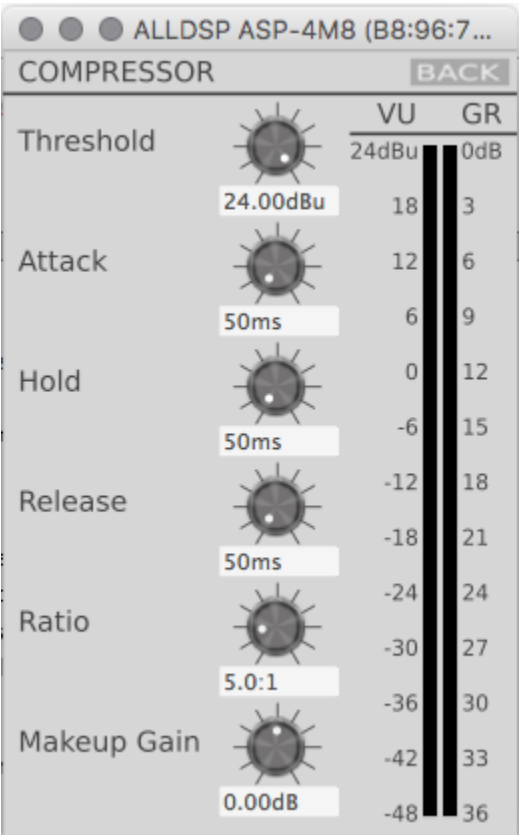 ALLDSP ASP-4M8 (B8:96:7...
COMPRESSOR BACK
VU GR
Threshold
24.00dBu
Attack
50ms
Hold
50ms
Release
50ms
Ratio
5.0:1
Makeup Gain
0.00dB
24dBu 0dB
18 3
12 6
6 9
0 12
-6 15
-12 18
-18 21
-24 24
-30 27
-36 30
-42 33
-48 36